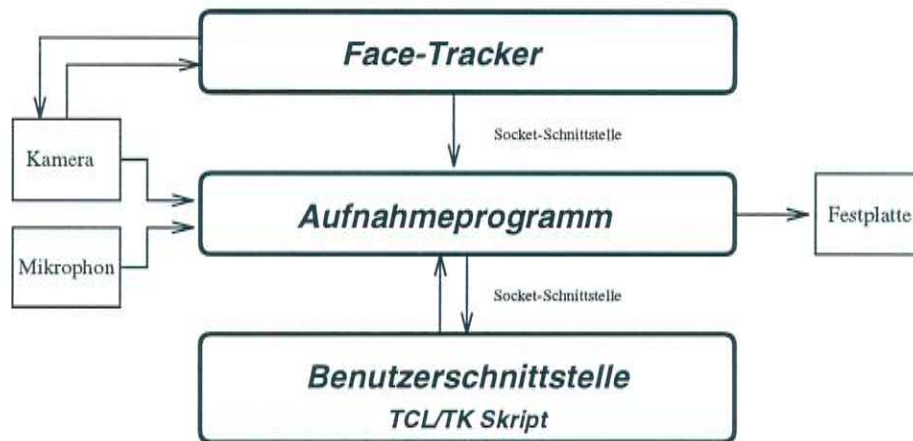 Face-Tracker
Socket-Schnittstelle
Kamera
Aufnahmeprogramm
Festplatte
Mikrophon
Socket-Schnittstelle
Benutzerschnittstelle
TCL/TK Skript